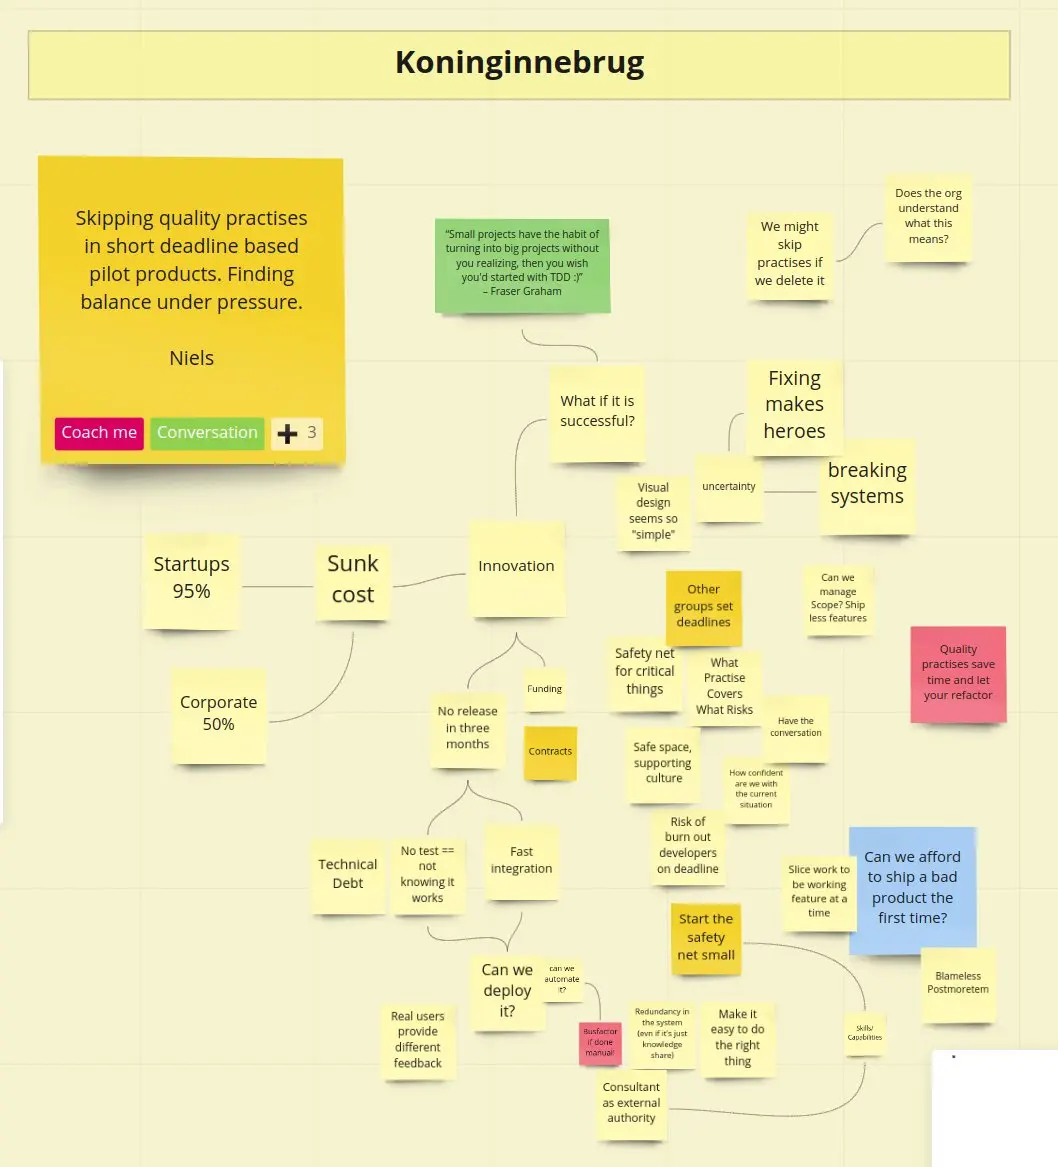 Koninginnebrug
Skipping quality practises
in short deadline based
pilot products. Finding
balance under pressure.
Niels
Coach me
Conversation
+ 3
“Small projects have the habit of
turning into big projects without
you realizing, then you wish
you'd started with TDD :)”
– Fraser Graham
We might
skip
practises if
we delete it
Does the org
understand
what this
means?
What if it is
successful?
Fixing
makes
heroes
breaking
systems
uncertainty
Visual
design
seems so
"simple"
Startups
95%
Sunk
cost
Innovation
Other
groups set
deadlines
Can we
manage
Scope? Ship
less features
Quality
practises save
time and let
your refactor
Safety net
for critical
things
What
Practise
Covers
What Risks
Corporate
50%
No release
in three
months
Funding
Contracts
Have the
conversation
Safe space,
supporting
culture
How confident
are we with
the current
situation
Risk of
burn out
developers
on deadline
Technical
Debt
No test ==
not
knowing it
works
Fast
integration
Slice work to
be working
feature at a
time
Can we afford
to ship a bad
product the
first time?
Start the
safety
net small
Blameless
Postmoretem
Can we
deploy
it?
can we
automate
it?
Real users
provide
different
feedback
Busfactor
if done
manual!
Redundancy in
the system
(evn if it's just
knowledge
share)
Make it
easy to do
the right
thing
Skills/
Capabilities
Consultant
as external
authority